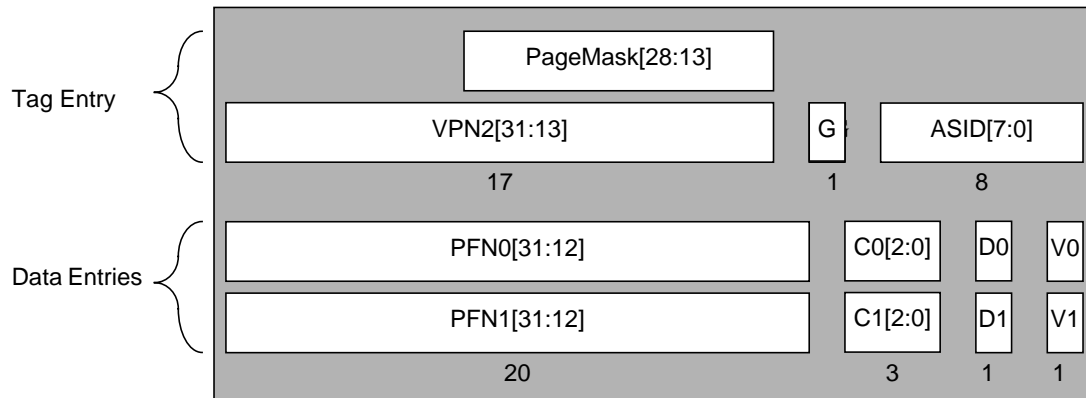 PageMask[28:13]
Tag Entry
VPN2[31:13] G ASID[7:0]
17 1 8
PFN0[31:12] C0[2:0] D0 V0
Data Entries
PFN1[31:12] C1[2:0] D1 V1
20 3 1 1